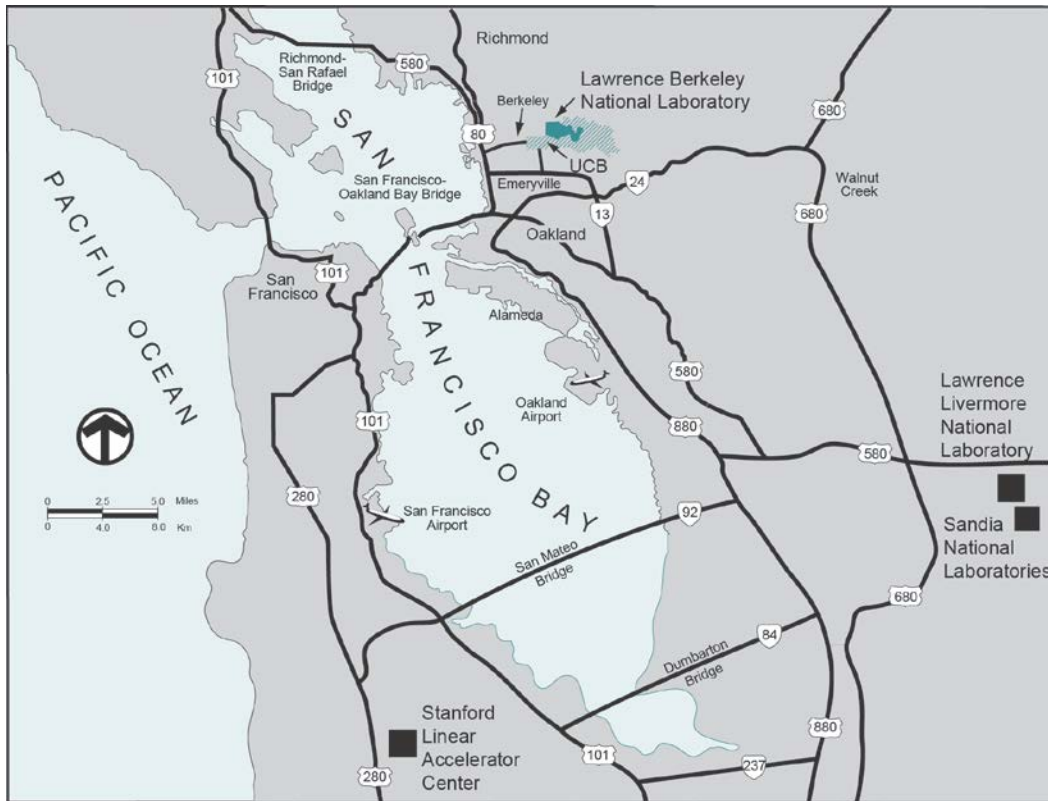 Richmond
Richmond-
San Rafael
Bridge
580
101
Lawrence Berkeley
National Laboratory
Berkeley
80
680
UCB
SAN
San Francisco-
Oakland Bay Bridge
Emeryville
24
Walnut
Creek
680
13
Oakland
PACIFIC OCEAN
San
Francisco
101
FRANCISCO BAY
Alameda
580
Oakland
Airport
Lawrence
Livermore
National
Laboratory
101
880
580
280
San Francisco
Airport
92
0 2.5 5.0 Miles
0 4.0 8.0 Km
Sandia
National
Laboratories
San Mateo
Bridge
680
84
Dumbarton
Bridge
Stanford
Linear
Accelerator
Center
880
101
237
280